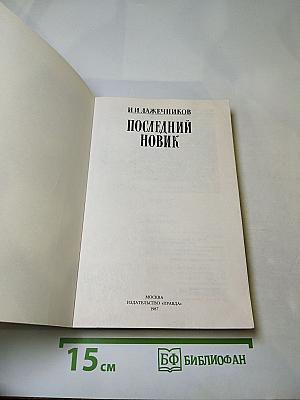 И. И. ЛАЖЕЧНИКОВ
ПОСЛЕДНИЙ
НОВИК
МОСКВА
ИЗДАТЕЛЬСТВО «ПРАВДА»
1987
15 см
БФ БИБЛИОФАН